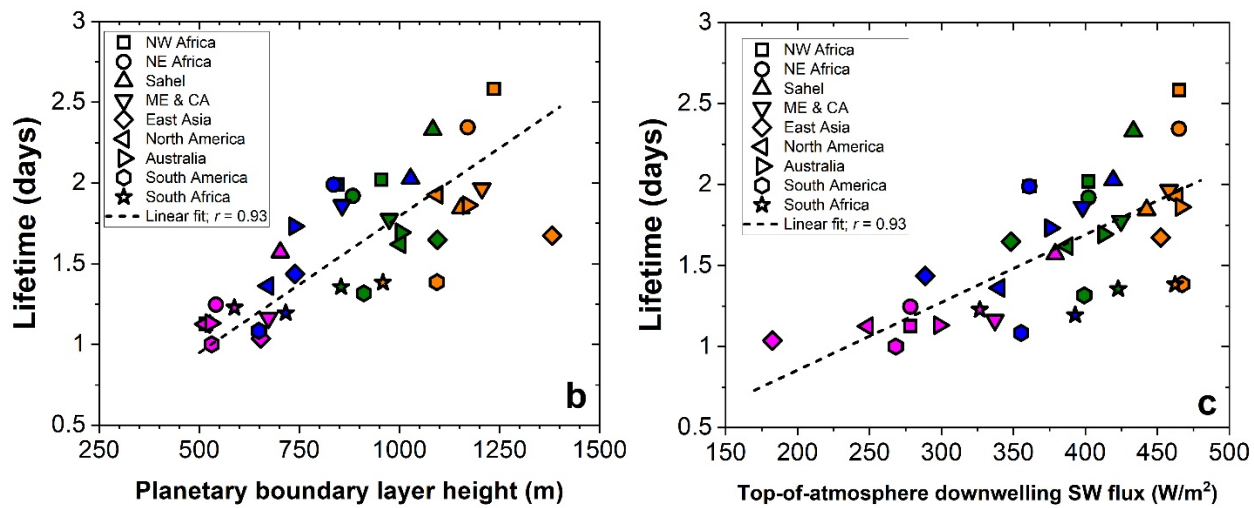 3
2.5
2
1.5
1
0.5
250
500
750
1000
1250
1500
Lifetime (days)
Planetary boundary layer height (m)
NW Africa
NE Africa
Sahel
ME & CA
East Asia
North America
Australia
South America
South Africa
Linear fit; r = 0.93
b
3
2.5
2
1.5
1
0.5
150
200
250
300
350
400
450
500
Lifetime (days)
Top-of-atmosphere downwelling SW flux (W/m²)
NW Africa
NE Africa
Sahel
ME & CA
East Asia
North America
Australia
South America
South Africa
Linear fit; r = 0.93
c